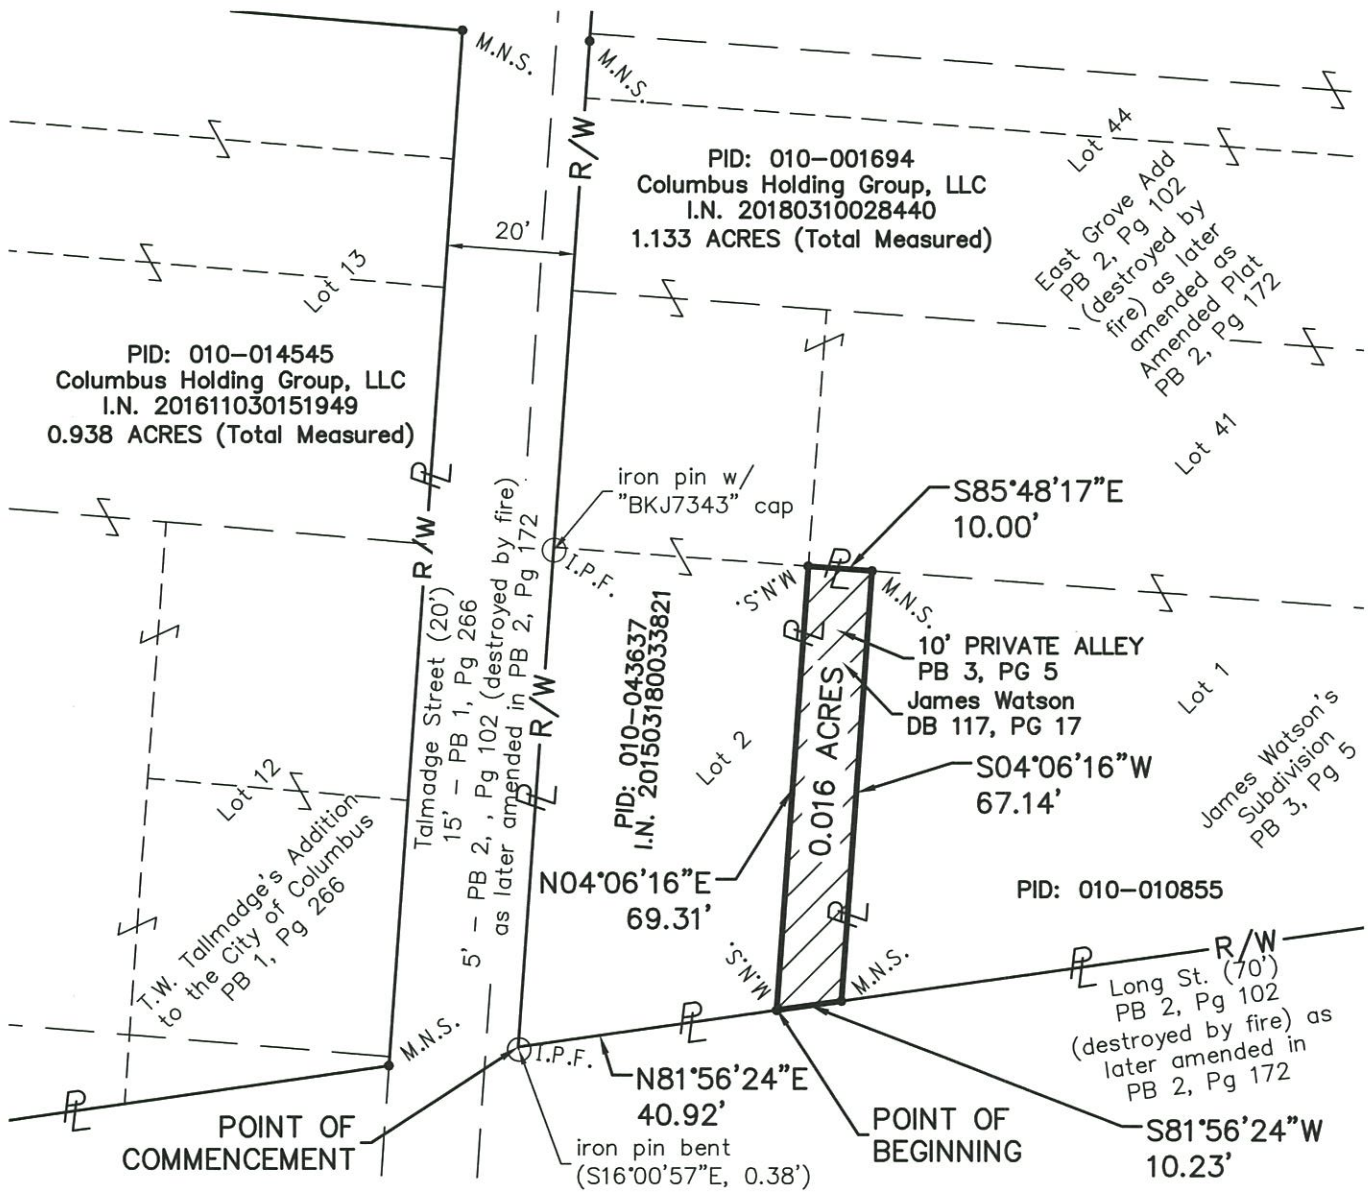 M.N.S.
M.N.S.
R/W
Lot 44
PID: 010-001694
Columbus Holding Group, LLC
I.N. 20180310028440
1.133 ACRES (Total Measured)
East Grove Add
PB 2, Pg 102
(destroyed by
fire) as later
amended as
Amended Plat
PB 2, Pg 172
20'
Lot 13
PID: 010-014545
Columbus Holding Group, LLC
I.N. 201611030151949
0.938 ACRES (Total Measured)
Lot 41
PL
iron pin w/
"BKJ7343" cap
S85°48'17"E
10.00'
R/W
I.P.F.
M.N.S.
PL
M.N.S.
PL
10' PRIVATE ALLEY
PB 3, PG 5
James Watson
DB 117, PG 17
Talmadge Street (20')
15' - PB 1, Pg 266
5' - PB 2, , Pg 102 (destroyed by fire)
as later amended in PB 2, Pg 172
R/W
PL
PID: 010-043637
I.N. 201503180033821
Lot 2
0.016 ACRES
Lot 1
James Watson's
Subdivision
PB 3, Pg 5
S04°06'16"W
67.14'
Lot 12
T.W. Tallmadge's Addition
to the City of Columbus
PB 1, Pg 266
N04°06'16"E
69.31'
PID: 010-010855
PL
M.N.S.
M.N.S.
R/W
PL
Long St. (70')
PB 2, Pg 102
(destroyed by fire) as
later amended in
PB 2, Pg 172
PL
M.N.S.
I.P.F.
N81°56'24"E
40.92'
PL
POINT OF
COMMENCEMENT
iron pin bent
(S16°00'57"E, 0.38')
POINT OF
BEGINNING
S81°56'24"W
10.23'